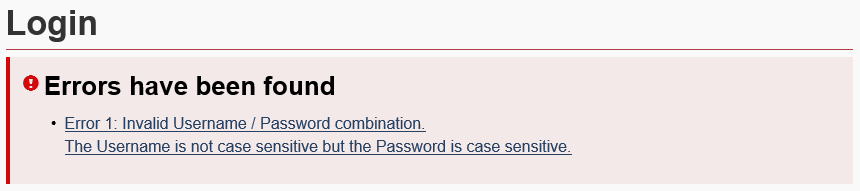 Login
Errors have been found
• Error 1: Invalid Username / Password combination.
The Username is not case sensitive but the Password is case sensitive.